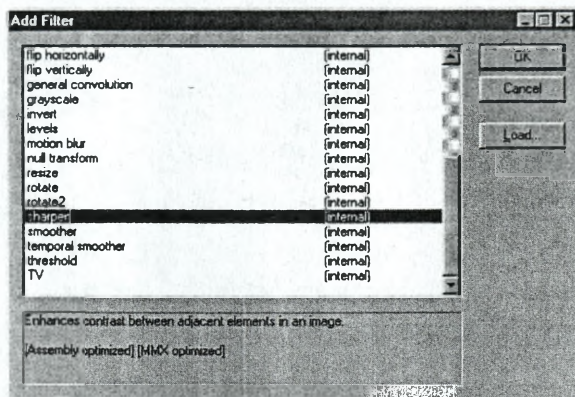 Add Filter
flip horizontally (internal)
flip vertically (internal)
general convolution (internal)
grayscale (internal)
invert (internal)
levels (internal)
motion blur (internal)
null transform (internal)
resize (internal)
rotate (internal)
rotate2 (internal)
sharpen (internal)
smoother (internal)
temporal smoother (internal)
threshold (internal)
TV (internal)
OK
Cancel
Load...
Enhances contrast between adjacent elements in an image.
[Assembly optimized] [MMX optimized]